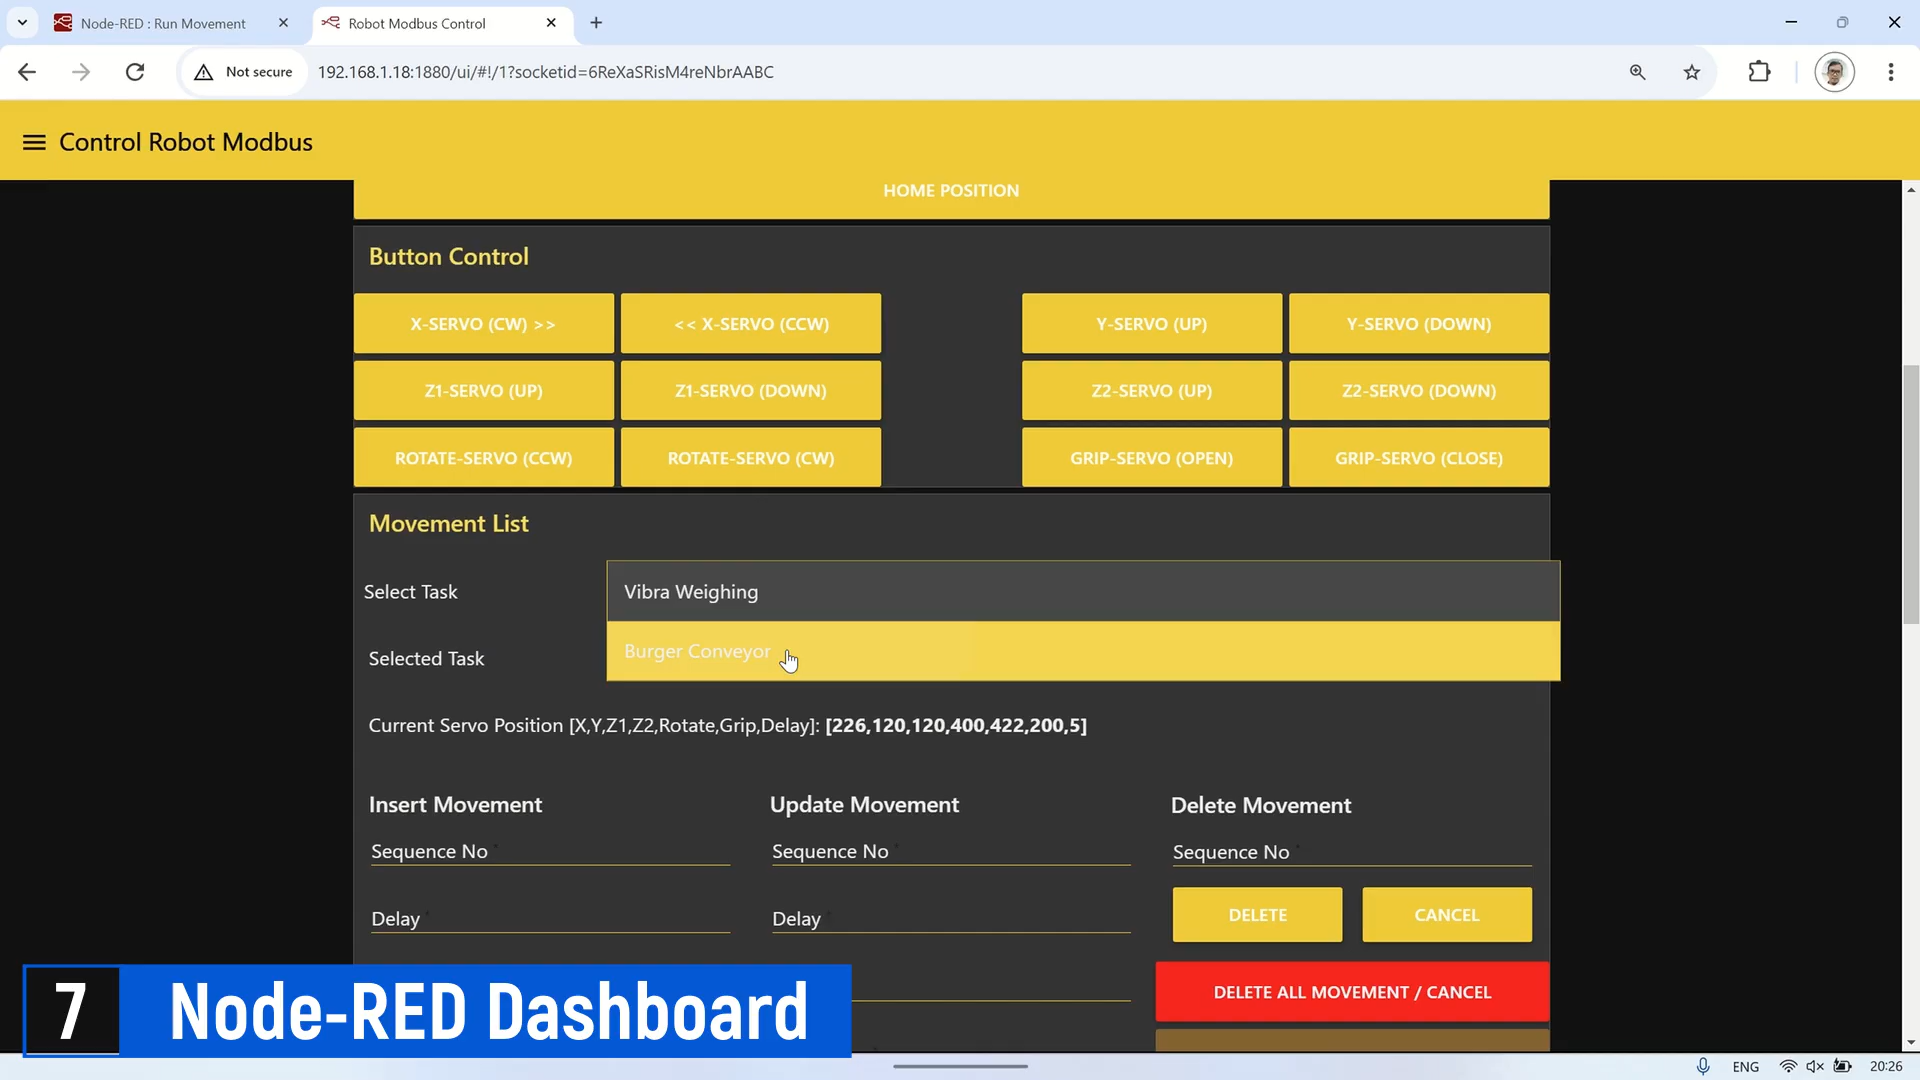 Node-RED : Run Movement
Robot Modbus Control
Not secure
192.168.1.18:1880/ui/#!/1?socketid=6ReXaSRisM4reNbrAABC
Control Robot Modbus
HOME POSITION
Button Control
X-SERVO (CW) >>
<< X-SERVO (CCW)
Y-SERVO (UP)
Y-SERVO (DOWN)
Z1-SERVO (UP)
Z1-SERVO (DOWN)
Z2-SERVO (UP)
Z2-SERVO (DOWN)
ROTATE-SERVO (CCW)
ROTATE-SERVO (CW)
GRIP-SERVO (OPEN)
GRIP-SERVO (CLOSE)
Movement List
Select Task
Vibra Weighing
Burger Conveyor
Selected Task
Current Servo Position [X,Y,Z1,Z2,Rotate,Grip,Delay]: [226,120,120,400,422,200,5]
Insert Movement
Update Movement
Delete Movement
Sequence No *
Sequence No *
Sequence No *
Delay *
Delay *
DELETE
CANCEL
DELETE ALL MOVEMENT / CANCEL
7
Node-RED Dashboard
ENG
20:26